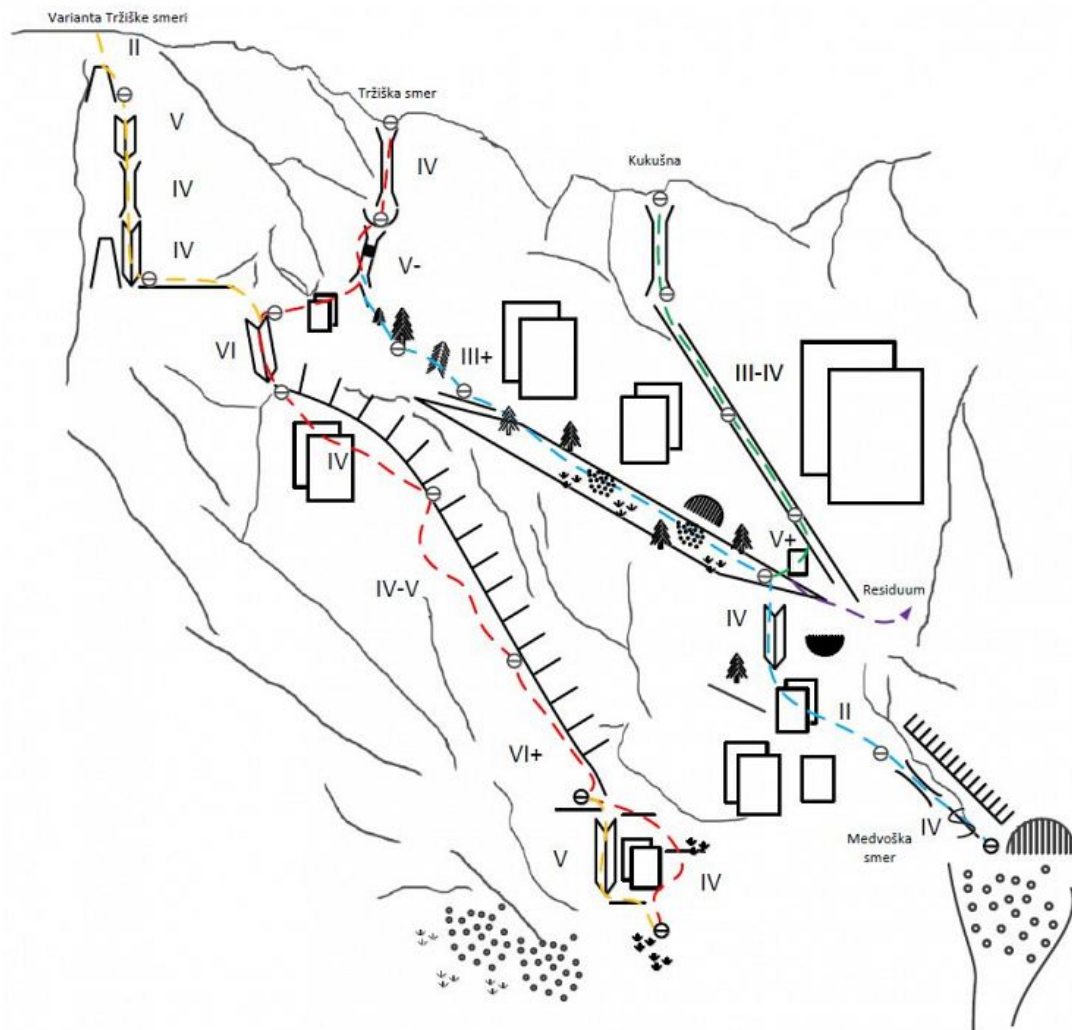 Varianta Tržiške smeri
II
Tržiška smer
V
IV
Kukušna
IV
IV
V-
VI
III+
III-IV
IV
V+
IV-V
Residuum
IV
II
VI+
IV
Medvoška
smer
V
IV